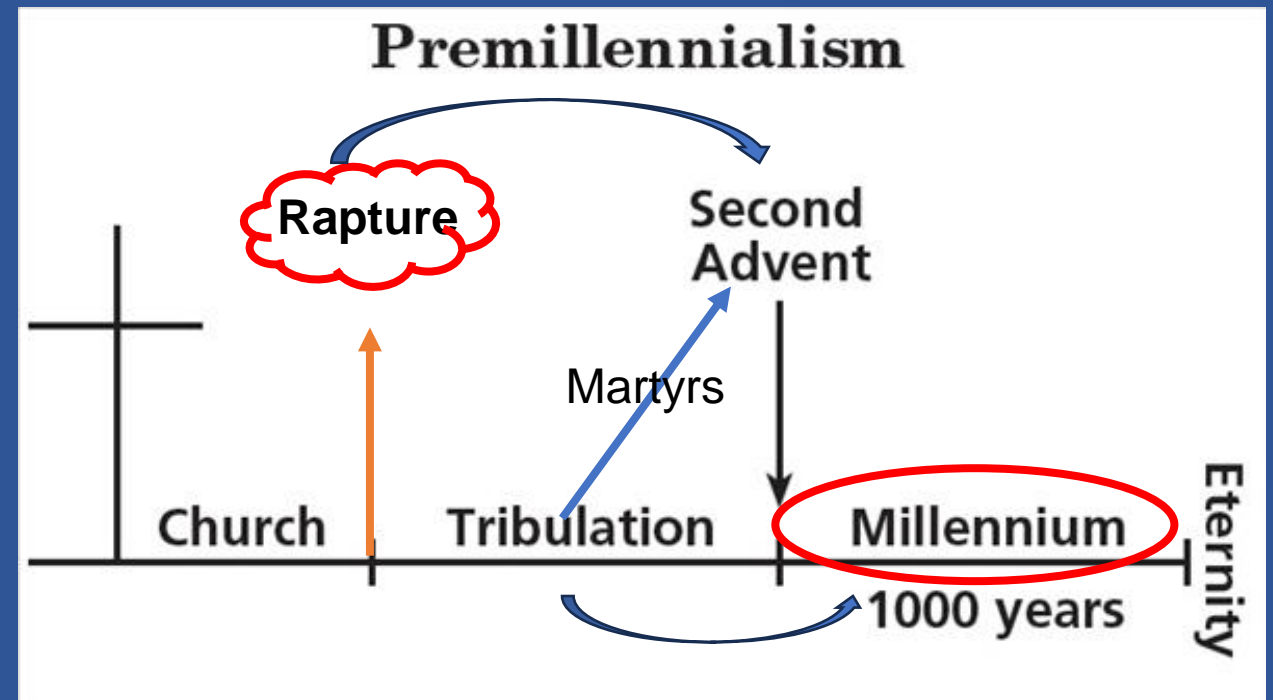 Premillennialism
Rapture
Second
Advent
Martyrs
Church
Tribulation
Millennium
1000 years
Eternity